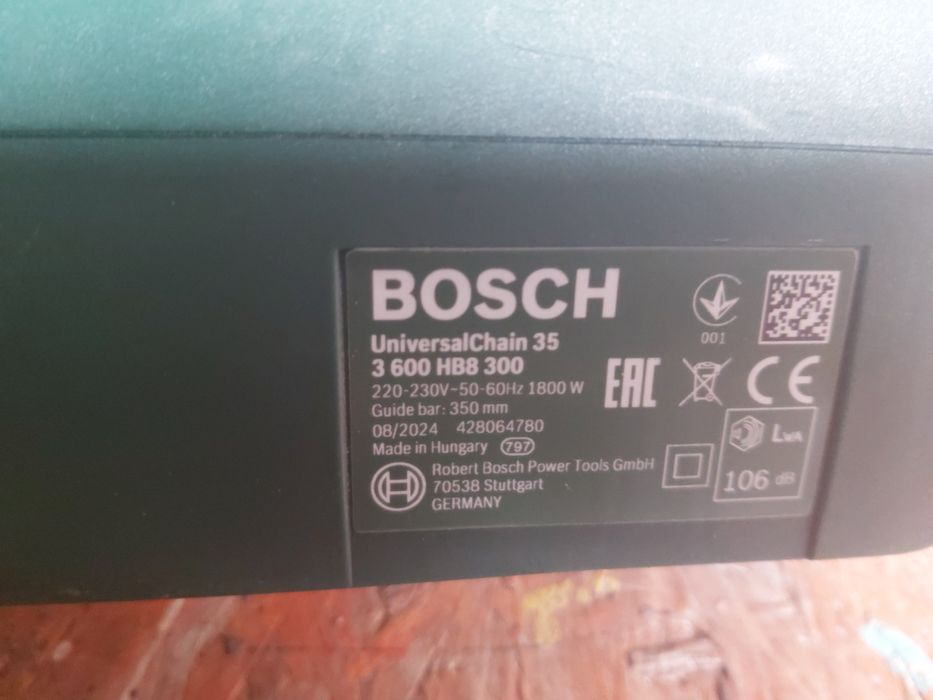 BOSCH
UniversalChain 35
3 600 HB8 300
220-230V~50-60Hz 1800 W
Guide bar: 350 mm
08/2024 428064780
Made in Hungary 797
Robert Bosch Power Tools GmbH
70538 Stuttgart
GERMANY
001
EAC
CE
LWA
106 dB